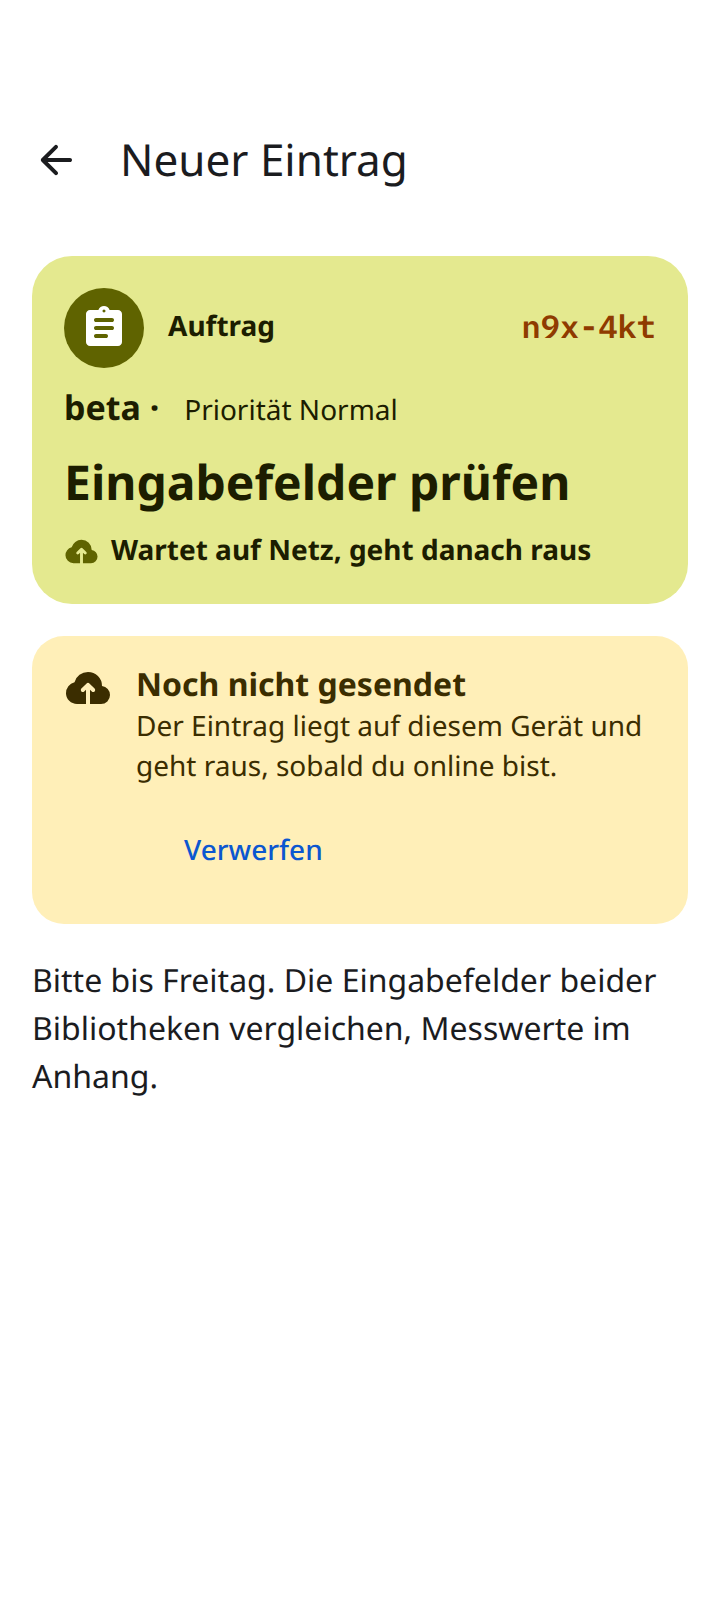 Neuer Eintrag
Auftrag n9x-4kt
beta · Priorität Normal
Eingabefelder prüfen
Wartet auf Netz, geht danach raus
Noch nicht gesendet
Der Eintrag liegt auf diesem Gerät und
geht raus, sobald du online bist.
Verwerfen
Bitte bis Freitag. Die Eingabefelder beider
Bibliotheken vergleichen, Messwerte im
Anhang.